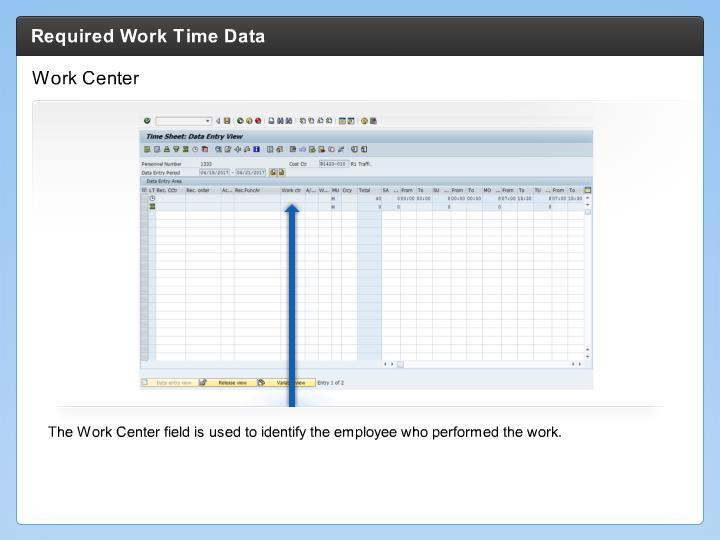 Required Work Time Data
Work Center
Time Sheet: Data Entry View
Personnel Number 1333 Cost Ctr 81420-010 R1 Traffi..
Data Entry Period 04/15/2017 - 04/21/2017
Data Entry Area
LT Rec. CCtr Rec. order Ac... Rec.FuncAr Work ctr A/... W... MU Crcy Total SA ... From To SU ... From To MO ... From To TU ... From To
H 40 0 00:00 00:00 0 00:00 00:00 8 07:00 15:30 8 07:00 15:30
H 0 0 0 0 0
Data entry view Release view Variable view Entry 1 of 2
The Work Center field is used to identify the employee who performed the work.